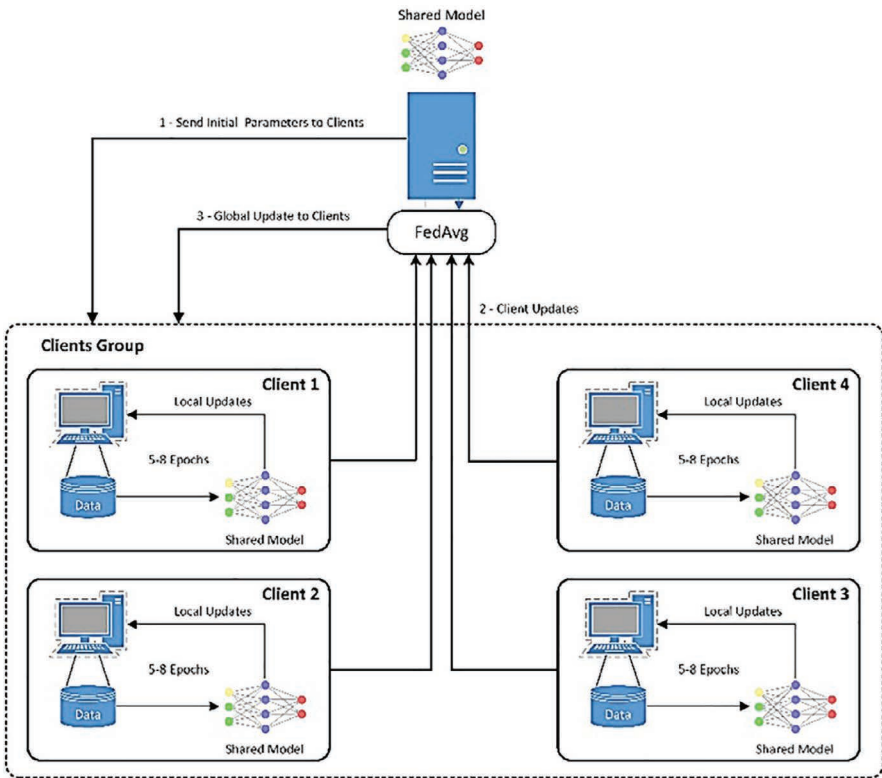 Shared Model
1 - Send Initial Parameters to Clients
3 - Global Update to Clients
FedAvg
2 - Client Updates
Clients Group
Client 1
Local Updates
5-8 Epochs
Data
Shared Model
Client 4
Local Updates
5-8 Epochs
Data
Shared Model
Client 2
Local Updates
5-8 Epochs
Data
Shared Model
Client 3
Local Updates
5-8 Epochs
Data
Shared Model